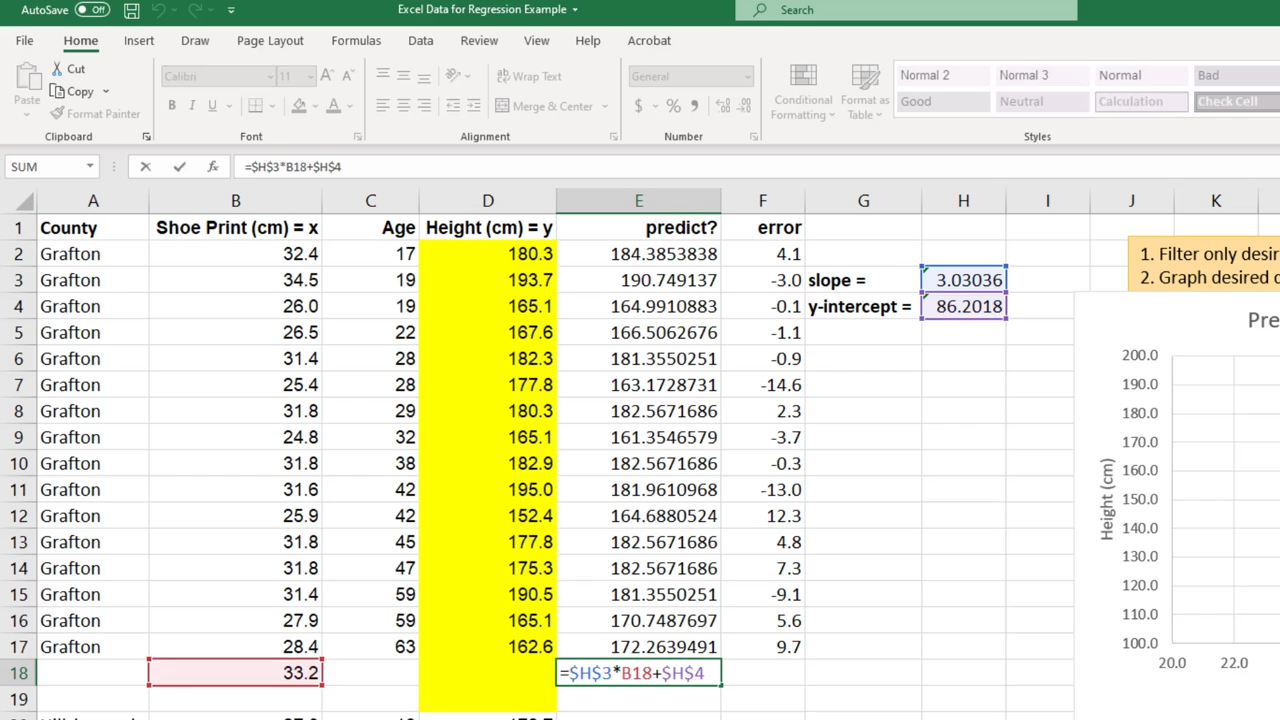 AutoSave Off Excel Data for Regression Example Search
File Home Insert Draw Page Layout Formulas Data Review View Help Acrobat
Paste Cut Copy Format Painter Clipboard
Calibri 11 A A B I U A Font
ab Wrap Text Merge & Center Alignment
General $ % , Number
Conditional Formatting Format as Table
Normal 2 Normal 3 Normal Bad
Good Neutral Calculation Check Cell
Styles
SUM fx =$H$3*B18+$H$4
A B C D E F G H I J K
1 County Shoe Print (cm) = x Age Height (cm) = y predict? error
2 Grafton 32.4 17 180.3 184.3853838 4.1
3 Grafton 34.5 19 193.7 190.749137 -3.0 slope = 3.03036
4 Grafton 26.0 19 165.1 164.9910883 -0.1 y-intercept = 86.2018
5 Grafton 26.5 22 167.6 166.5062676 -1.1
6 Grafton 31.4 28 182.3 181.3550251 -0.9
7 Grafton 25.4 28 177.8 163.1728731 -14.6
8 Grafton 31.8 29 180.3 182.5671686 2.3
9 Grafton 24.8 32 165.1 161.3546579 -3.7
10 Grafton 31.8 38 182.9 182.5671686 -0.3
11 Grafton 31.6 42 195.0 181.9610968 -13.0
12 Grafton 25.9 42 152.4 164.6880524 12.3
13 Grafton 31.8 45 177.8 182.5671686 4.8
14 Grafton 31.8 47 175.3 182.5671686 7.3
15 Grafton 31.4 59 190.5 181.3550251 -9.1
16 Grafton 27.9 59 165.1 170.7487697 5.6
17 Grafton 28.4 63 162.6 172.2639491 9.7
18 33.2 =$H$3*B18+$H$4
19
1. Filter only desi
2. Graph desired
Pre
200.0
190.0
180.0
170.0
160.0
150.0
140.0
130.0
120.0
110.0
100.0
Height (cm)
20.0 22.0